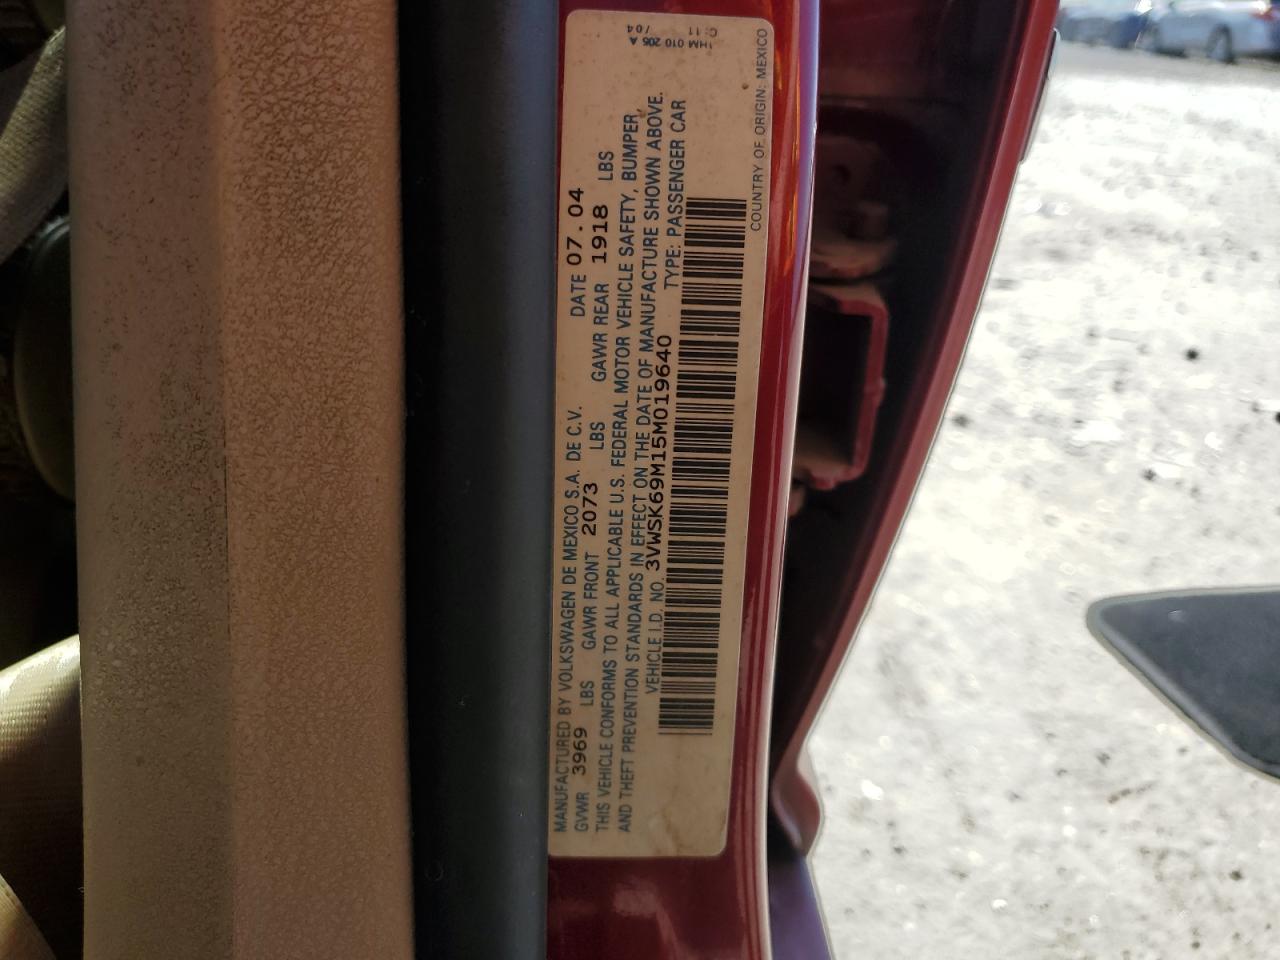 MANUFACTURED BY VOLKSWAGEN DE MEXICO S.A. DE C.V. DATE 07.04
GVWR 3969 LBS GAWR FRONT 2073 LBS GAWR REAR 1918 LBS
THIS VEHICLE CONFORMS TO ALL APPLICABLE U.S. FEDERAL MOTOR VEHICLE SAFETY, BUMPER,
AND THEFT PREVENTION STANDARDS IN EFFECT ON THE DATE OF MANUFACTURE SHOWN ABOVE.
VEHICLE I.D. NO. 3VWSK69M15M019640 TYPE: PASSENGER CAR
COUNTRY OF ORIGIN: MEXICO
1HM 010 205 A
C:11
704